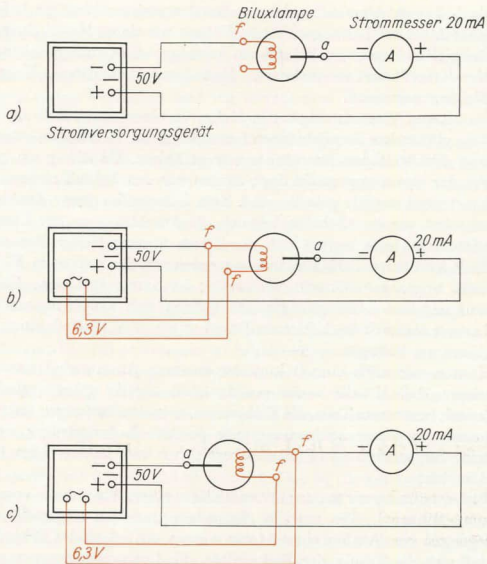 Biluxlampe
Strommesser 20 mA
f
a
−
A
+
−
50V
+
a)
Stromversorgungsgerät
f
a
−
A
20 mA
+
−
50V
+
f
~
b)
6,3 V
a
f
−
A
20 mA
+
−
50V
+
f
~
c)
6,3 V